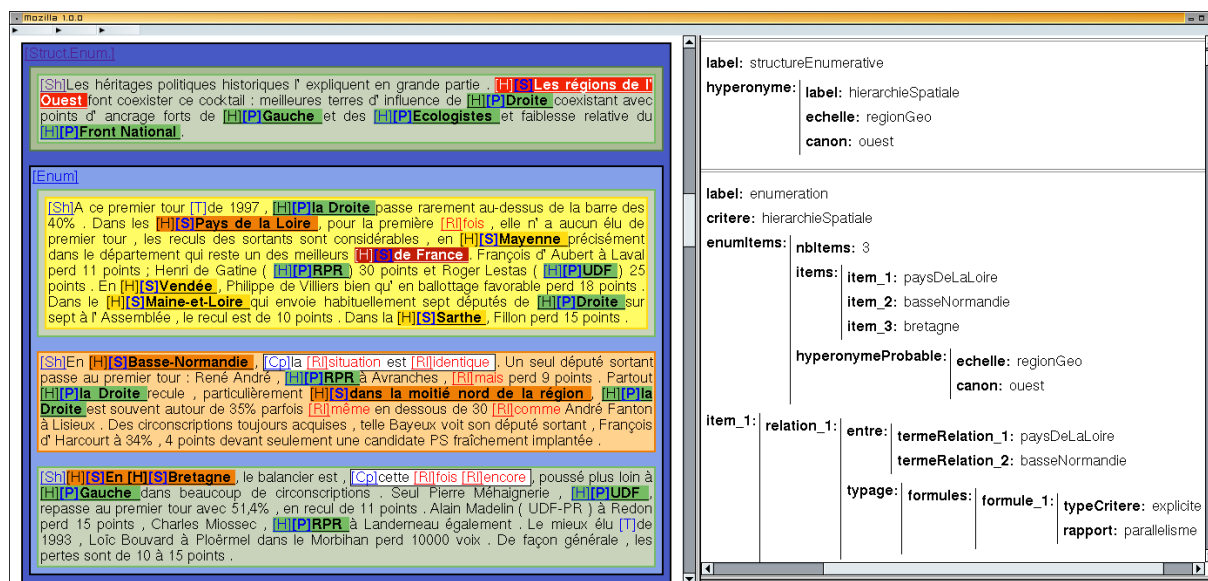 mozilla 1.0.0
[Struct.Enum.]
[Sh]Les héritages politiques historiques l' expliquent en grande partie . [H][S]Les régions de l'
Ouest font coexister ce cocktail : meilleures terres d' influence de [H][P]Droite coexistant avec
points d' ancrage forts de [H][P]Gauche et des [H][P]Ecologistes et faiblesse relative du
[H][P]Front National .
[Enum]
[Sh]A ce premier tour [T]de 1997 , [H][P]la Droite passe rarement au-dessus de la barre des
40% . Dans les [H][S]Pays de la Loire , pour la première [RI]fois , elle n' a aucun élu de
premier tour , les reculs des sortants sont considérables , en [H][S]Mayenne précisément
dans le département qui reste un des meilleurs [H][S]de France . François d' Aubert à Laval
perd 11 points ; Henri de Gatine ( [H][P]RPR ) 30 points et Roger Lestas ( [H][P]UDF ) 25
points . En [H][S]Vendée , Philippe de Villiers bien qu' en ballottage favorable perd 18 points .
Dans le [H][S]Maine-et-Loire qui envoie habituellement sept députés de [H][P]Droite sur
sept à l' Assemblée , le recul est de 10 points . Dans la [H][S]Sarthe , Fillon perd 15 points .
[Sh]En [H][S]Basse-Normandie , [Cp]la [RI]situation est [RI]identique . Un seul député sortant
passe au premier tour : René André , [H][P]RPR à Avranches , [RI]mais perd 9 points . Partout
[H][P]la Droite recule , particulièrement [H][S]dans la moitié nord de la région , [H][P]la
Droite est souvent autour de 35% parfois [RI]même en dessous de 30 [RI]comme André Fanton
à Lisieux . Des circonscriptions toujours acquises , telle Bayeux voit son député sortant , François
d' Harcourt à 34% , 4 points devant seulement une candidate PS fraîchement implantée .
[Sh][H][S]En [H][S]Bretagne , le balancier est , [Cp]cette [RI]fois [RI]encore , poussé plus loin à
[H][P]Gauche dans beaucoup de circonscriptions . Seul Pierre Méhaignerie , [H][P]UDF ,
repasse au premier tour avec 51,4% , en recul de 11 points . Alain Madelin ( UDF-PR ) à Redon
perd 15 points , Charles Miossec , [H][P]RPR à Landerneau également . Le mieux élu [T]de
1993 , Loïc Bouvard à Ploërmel dans le Morbihan perd 10000 voix . De façon générale , les
pertes sont de 10 à 15 points .
label: structureEnumerative
hyperonyme: label: hierarchieSpatiale
echelle: regionGeo
canon: ouest
label: enumeration
critere: hierarchieSpatiale
enumItems: nbItems: 3
items: item_1: paysDeLaLoire
item_2: basseNormandie
item_3: bretagne
hyperonymeProbable: echelle: regionGeo
canon: ouest
item_1: relation_1: entre: termeRelation_1: paysDeLaLoire
termeRelation_2: basseNormandie
typage: formules: formule_1: typeCritere: explicite
rapport: parallelisme